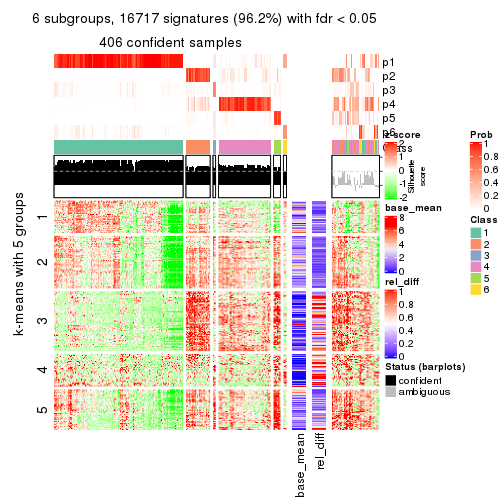 6 subgroups, 16717 signatures (96.2%) with fdr < 0.05
406 confident samples
p1
p2
p3
p4
p5
p6
Class
z-score
2
1
0
-1
-2
Silhouette
score
Prob
1
0.8
0.6
0.4
0.2
0
base_mean
8
6
4
2
0
Class
1
2
3
4
5
6
rel_diff
1
0.8
0.6
0.4
0.2
0
Status (barplots)
confident
ambiguous
k-means with 5 groups
1
2
3
4
5
base_mean
rel_diff